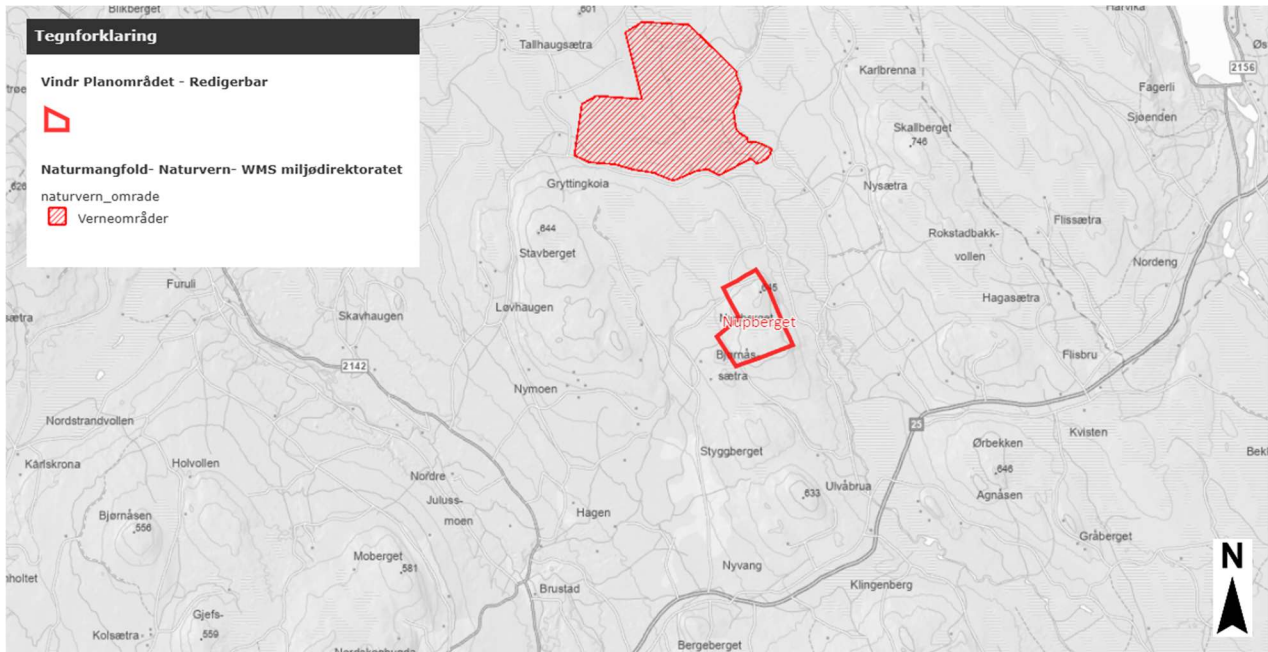 Blikberget
601
Harvika
Tegnforklaring
Tallhaugsætra
Vindr Planområdet - Redigerbar
Naturmangfold- Naturvern- WMS miljødirektoratet
naturvern_omrade
Verneområder
Karlbrenna
2156
Fagerli
Sjøenden
Skallberget
746
Gryttingkoia
Nysætra
Flissætra
644
Stavberget
Rokstadbakk-
vollen
Nordeng
Furuli
Løvhaugen
Hagasætra
Skavhaugen
Nupberget
Bjørnås-
sætra
Flisbru
2142
Nymoen
Nordstrandvollen
25
Kvisten
Styggberget
Ørbekken
646
Agnåsen
Kårlskrona
Holvollen
Nordre
Juluss-
moen
Ulvåbrua
633
Hagen
Bjørnåsen
556
Gråberget
Moberget
581
Nyvang
Klingenberg
Brustad
Gjefs-
559
Kolsætra
Bergeberget
N